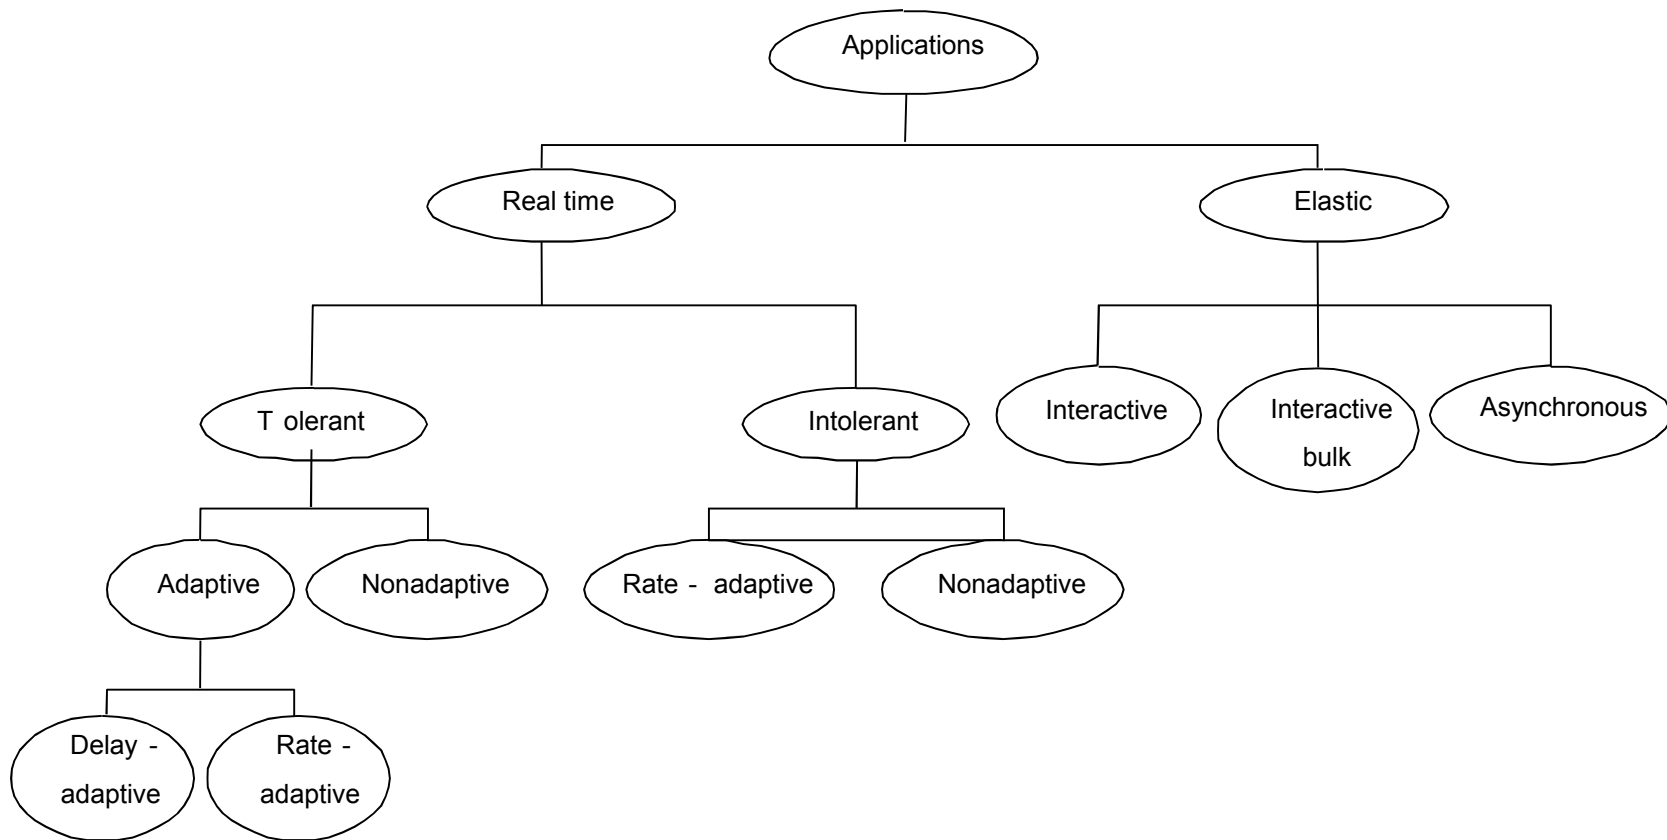 Applications
Real time
Elastic
T olerant
Intolerant
Interactive
Interactive
bulk
Asynchronous
Adaptive
Nonadaptive
Rate - adaptive
Nonadaptive
Delay -
adaptive
Rate -
adaptive